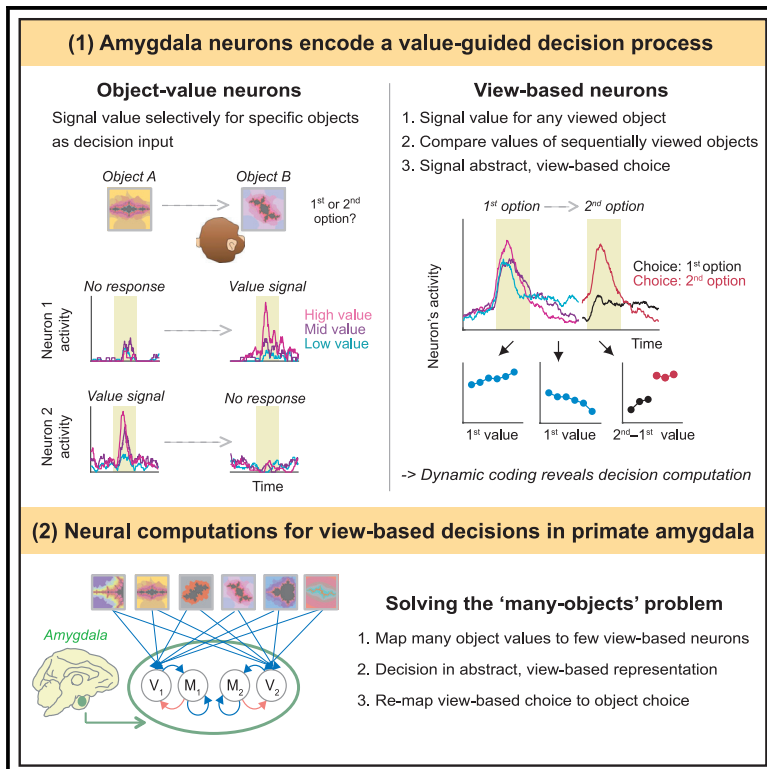 (1) Amygdala neurons encode a value-guided decision process
Object-value neurons
Signal value selectively for specific objects
as decision input
Object A
Object B
1st or 2nd
option?
No response
Value signal
Neuron 1
activity
High value
Mid value
Low value
Value signal
No response
Neuron 2
activity
Time
View-based neurons
1. Signal value for any viewed object
2. Compare values of sequentially viewed objects
3. Signal abstract, view-based choice
1st option
2nd option
Neuron's activity
Choice: 1st option
Choice: 2nd option
Time
1st value
1st value
2nd–1st value
-> Dynamic coding reveals decision computation
(2) Neural computations for view-based decisions in primate amygdala
Amygdala
V1
M1
M2
V2
Solving the 'many-objects' problem
1. Map many object values to few view-based neurons
2. Decision in abstract, view-based representation
3. Re-map view-based choice to object choice